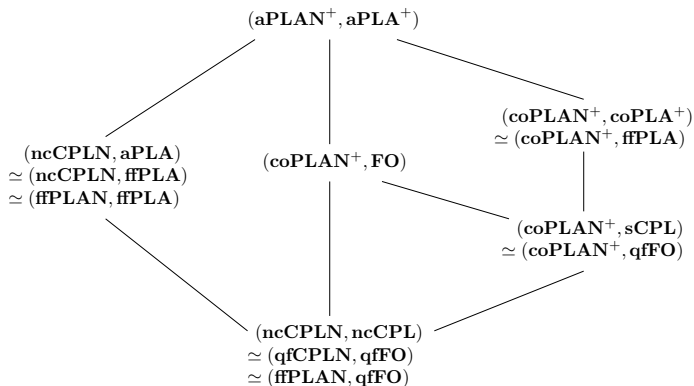 (aPLAN⁺, aPLA⁺)
(coPLAN⁺, coPLA⁺)
≃ (coPLAN⁺, ffPLA)
(ncCPLN, aPLA)
≃ (ncCPLN, ffPLA)
≃ (ffPLAN, ffPLA)
(coPLAN⁺, FO)
(coPLAN⁺, sCPL)
≃ (coPLAN⁺, qfFO)
(ncCPLN, ncCPL)
≃ (qfCPLN, qfFO)
≃ (ffPLAN, qfFO)